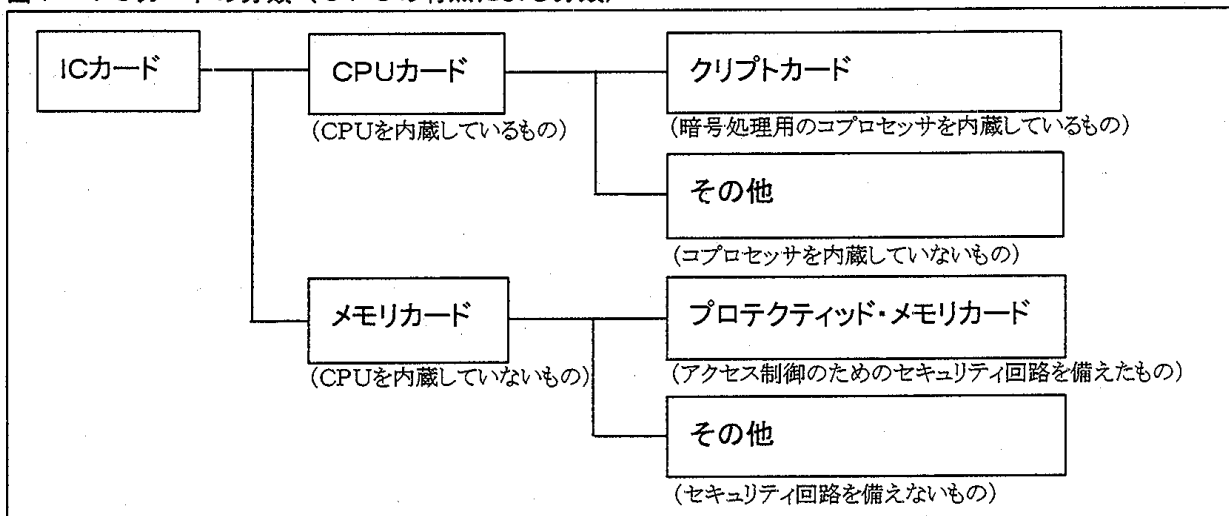 ICカード
CPUカード
(CPUを内蔵しているもの)
クリプトカード
(暗号処理用のコプロセッサを内蔵しているもの)
その他
(コプロセッサを内蔵していないもの)
メモリカード
(CPUを内蔵していないもの)
プロテクティッド・メモリカード
(アクセス制御のためのセキュリティ回路を備えたもの)
その他
(セキュリティ回路を備えないもの)